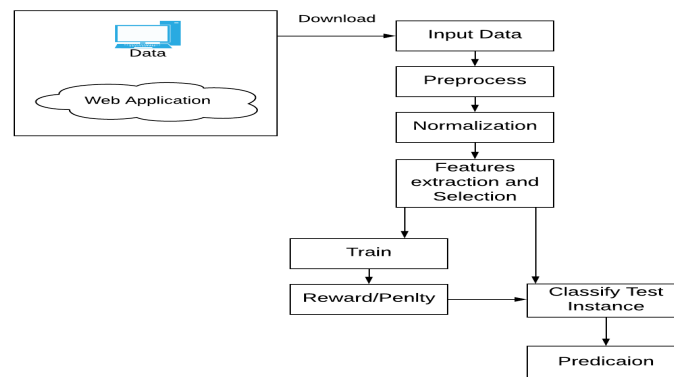 Download
Data
Web Application
Input Data
Preprocess
Normalization
Features
extraction and
Selection
Train
Reward/Penlty
Classify Test
Instance
Predicaion